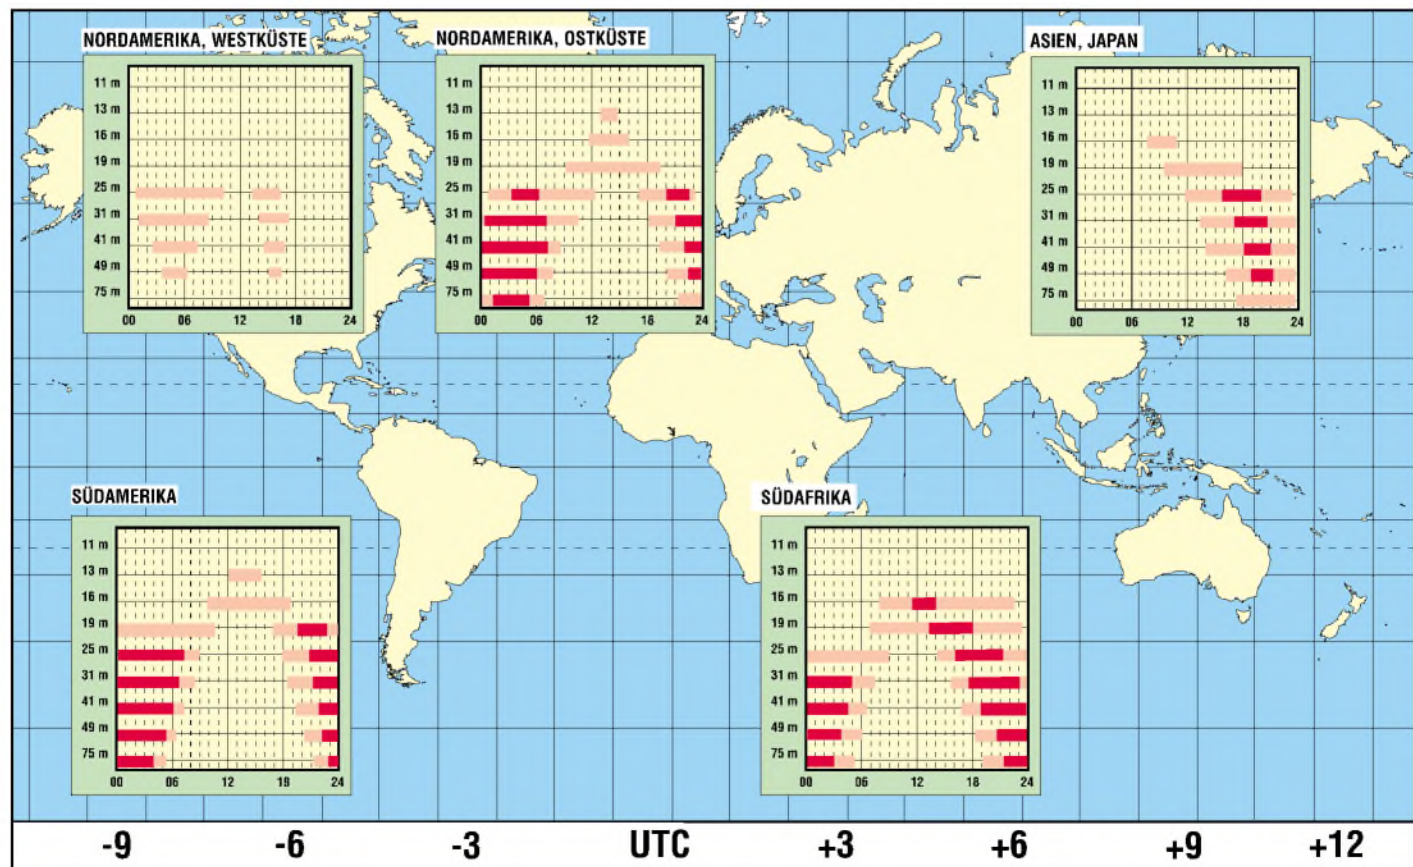 NORDAMERIKA, WESTKÜSTE
11 m
13 m
16 m
19 m
25 m
31 m
41 m
49 m
75 m
00 06 12 18 24
NORDAMERIKA, OSTKÜSTE
11 m
13 m
16 m
19 m
25 m
31 m
41 m
49 m
75 m
00 06 12 18 24
ASIEN, JAPAN
11 m
13 m
16 m
19 m
25 m
31 m
41 m
49 m
75 m
00 06 12 18 24
SÜDAMERIKA
11 m
13 m
16 m
19 m
25 m
31 m
41 m
49 m
75 m
00 06 12 18 24
SÜDAFRIKA
11 m
13 m
16 m
19 m
25 m
31 m
41 m
49 m
75 m
00 06 12 18 24
-9 -6 -3 UTC +3 +6 +9 +12